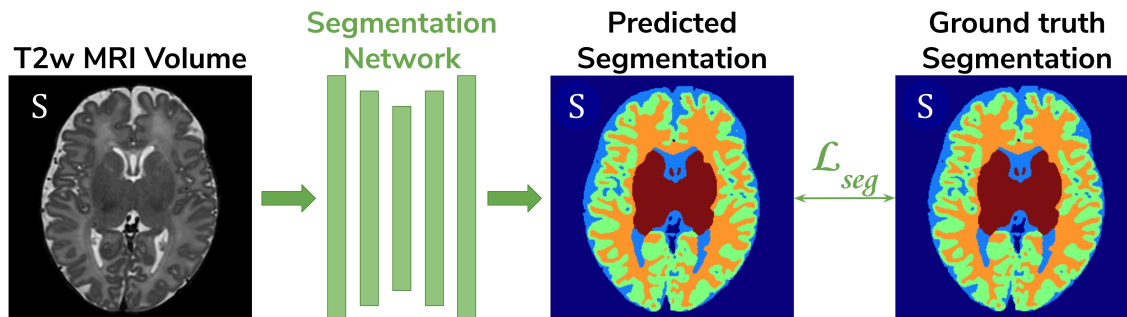 T2w MRI Volume
Segmentation
Network
Predicted
Segmentation
Ground truth
Segmentation
S
S
S
ℒseg